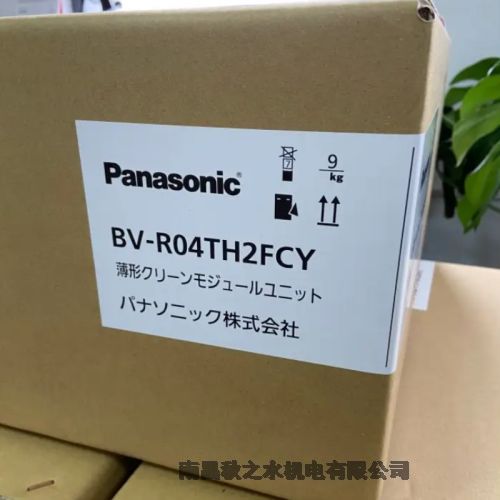 Panasonic
7
9
kg
BV-R04TH2FCY
薄形クリーンモジュールユニット
パナソニック株式会社
南昌秋之水机电有限公司